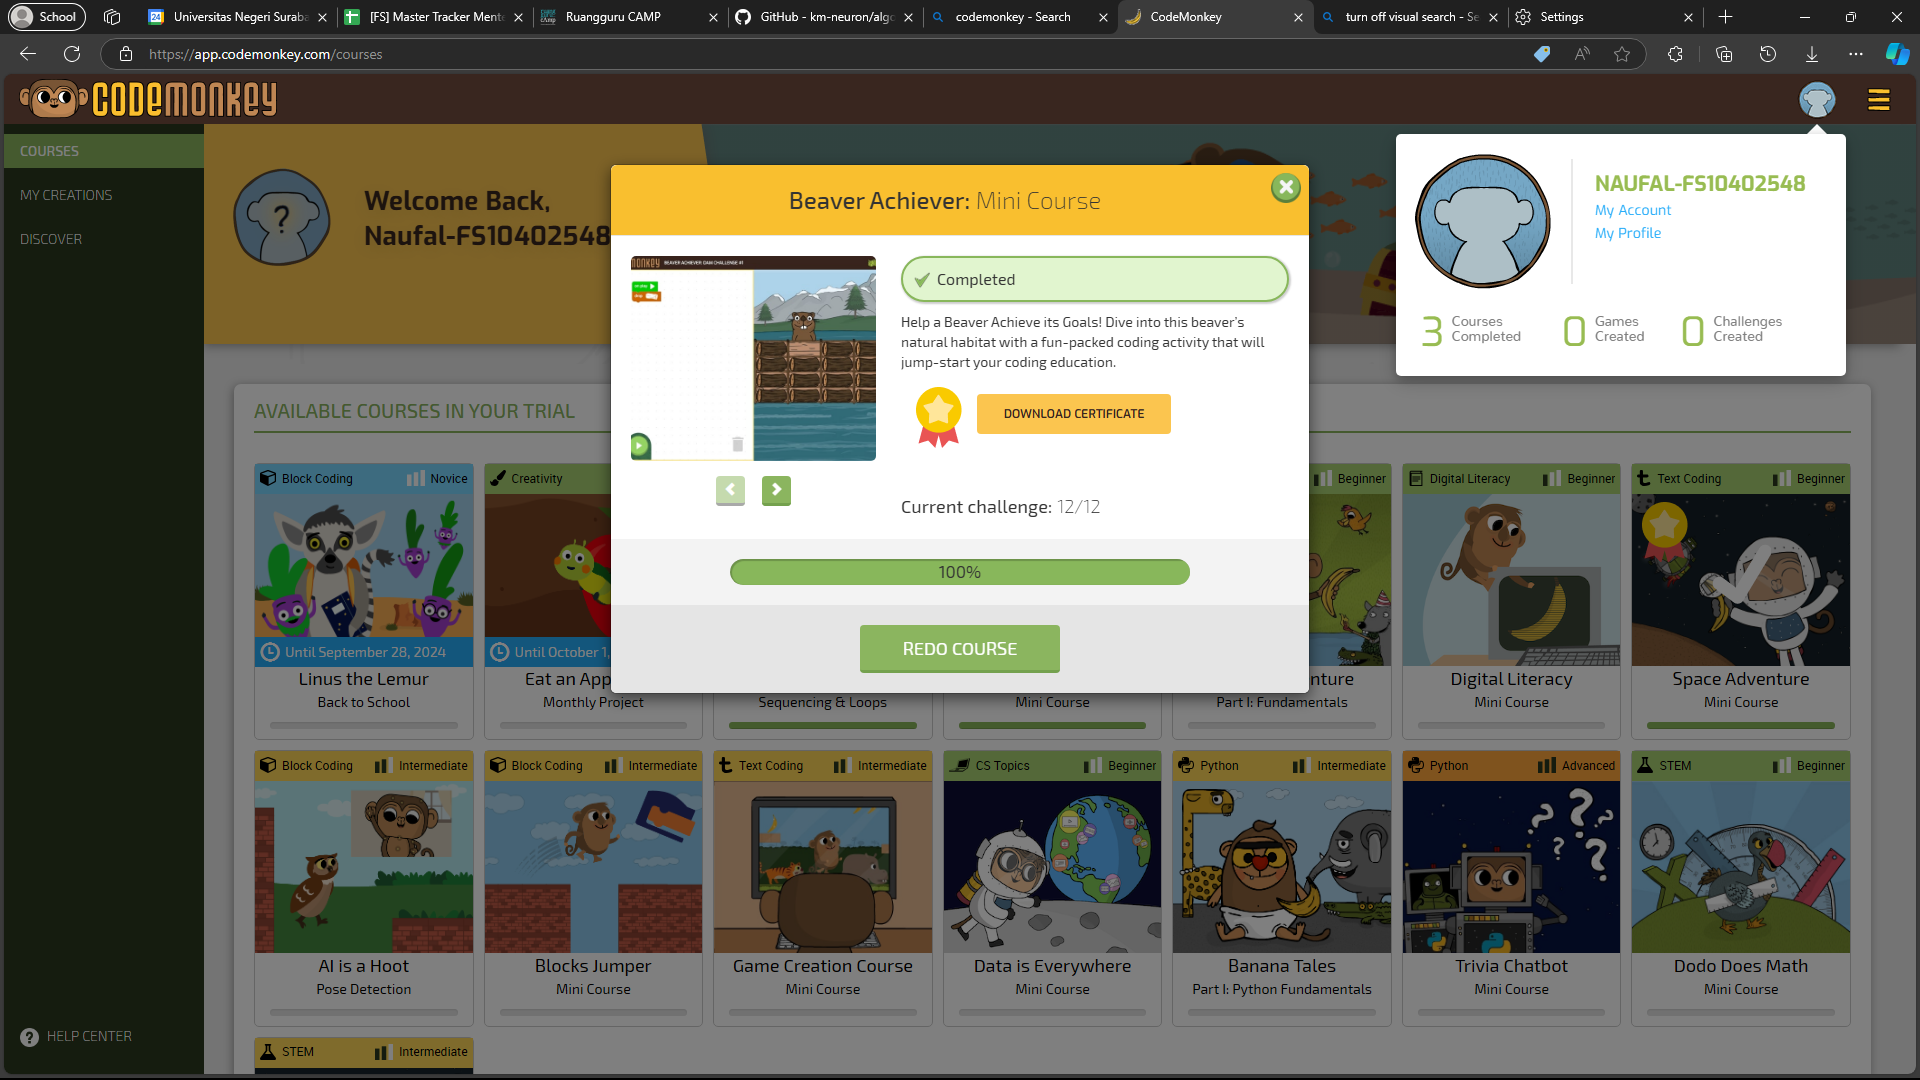 School
Universitas Negeri Suraba
[FS] Master Tracker Mente
Ruangguru CAMP
GitHub - km-neuron/algo
codemonkey - Search
CodeMonkey
turn off visual search - Se
Settings
https://app.codemonkey.com/courses
CODEMONKEY
COURSES
MY CREATIONS
DISCOVER
HELP CENTER
?
Welcome Back,
Naufal-FS10402548
NAUFAL-FS10402548
My Account
My Profile
3 Courses Completed
0 Games Created
0 Challenges Created
Beaver Achiever: Mini Course
BEAVER ACHIEVER: DAM CHALLENGE #1
Completed
Help a Beaver Achieve its Goals! Dive into this beaver's
natural habitat with a fun-packed coding activity that will
jump-start your coding education.
DOWNLOAD CERTIFICATE
Current challenge: 12/12
100%
REDO COURSE
AVAILABLE COURSES IN YOUR TRIAL
Block Coding Novice
Until September 28, 2024
Linus the Lemur
Back to School
Creativity
Until October 1,
Eat an App
Monthly Project
Sequencing & Loops
Mini Course
Beginner
nture
Part I: Fundamentals
Digital Literacy Beginner
Digital Literacy
Mini Course
Text Coding Beginner
Space Adventure
Mini Course
Block Coding Intermediate
AI is a Hoot
Pose Detection
Block Coding Intermediate
Blocks Jumper
Mini Course
Text Coding Intermediate
Game Creation Course
Mini Course
CS Topics Beginner
Data is Everywhere
Mini Course
Python Intermediate
Banana Tales
Part I: Python Fundamentals
Python Advanced
? ? ? ?
Trivia Chatbot
Mini Course
STEM Beginner
Dodo Does Math
Mini Course
STEM Intermediate